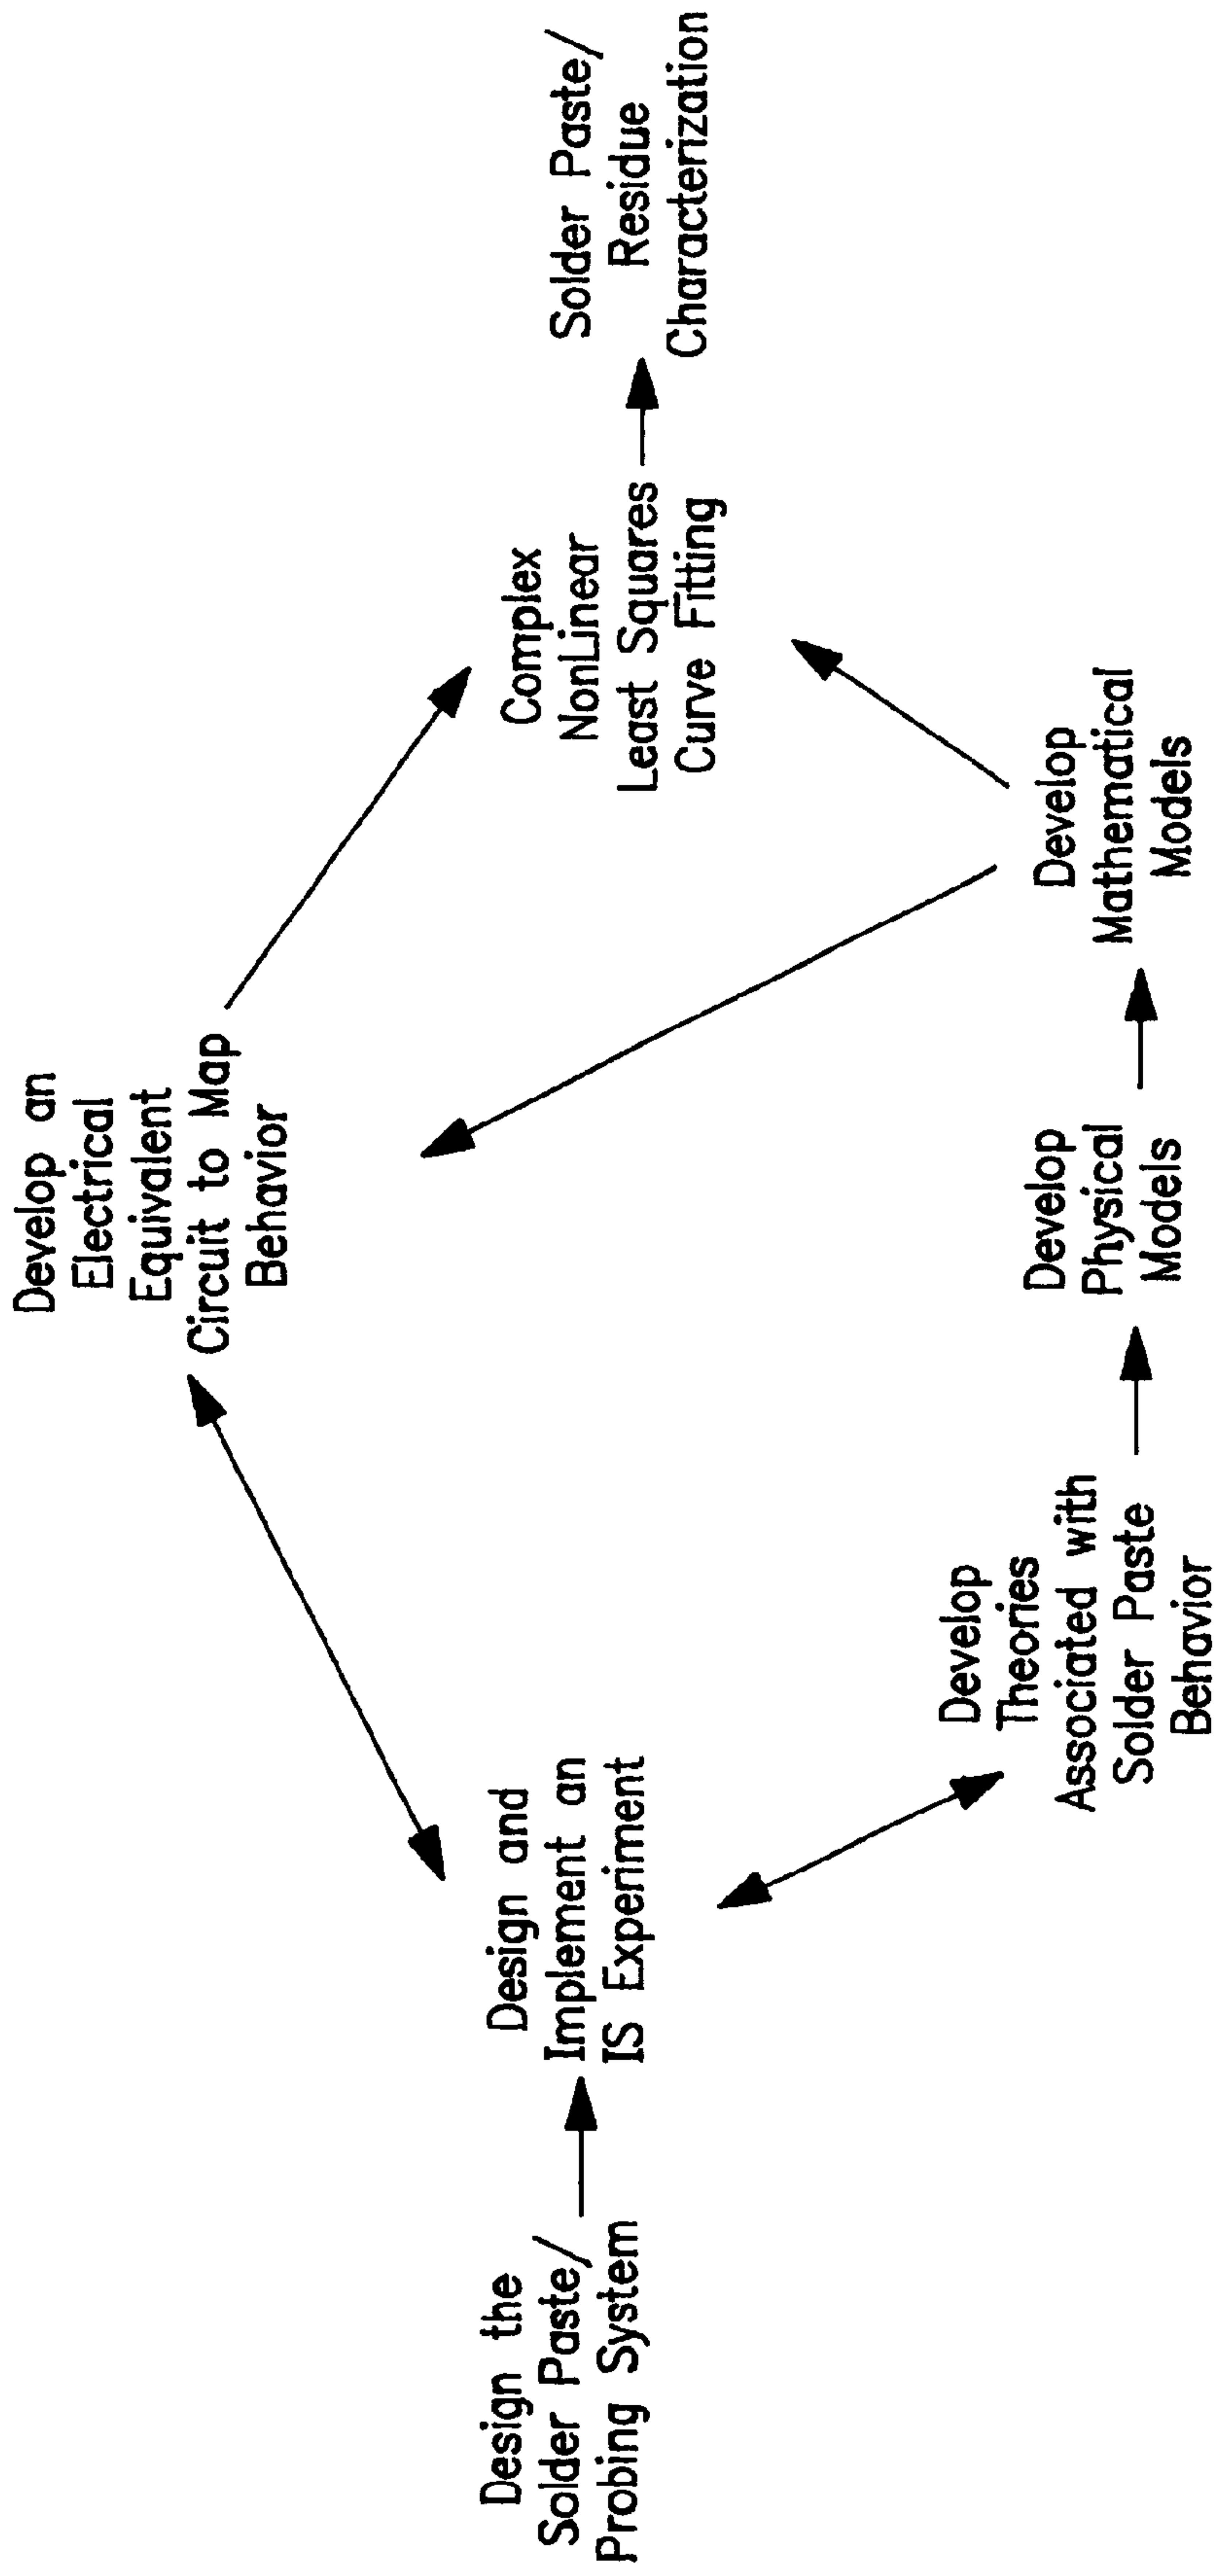 Design the
Solder Paste/
Probing System
Design and
Implement an
IS Experiment
Develop an
Electrical
Equivalent
Circuit to Map
Behavior
Develop
Theories
Associated with
Solder Paste
Behavior
Develop
Physical
Models
Develop
Mathematical
Models
Complex
NonLinear
Least Squares
Curve Fitting
Solder Paste/
Residue
Characterization